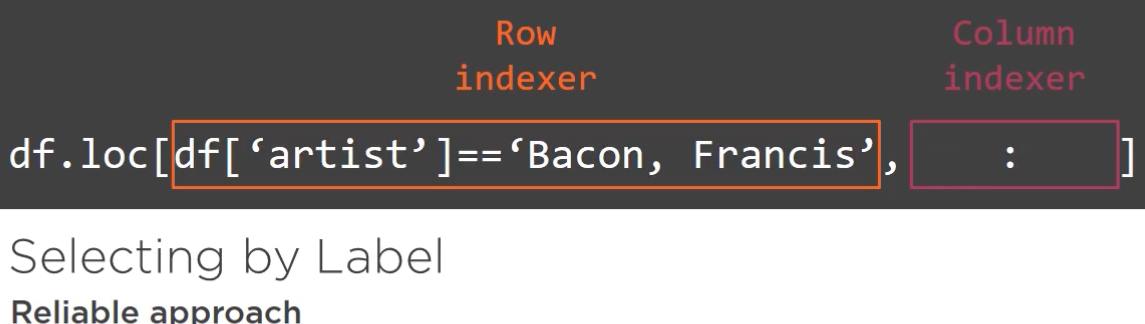 Row
indexer
Column
indexer
df.loc[df[‘artist’]==‘Bacon, Francis’, : ]
Selecting by Label
Reliable approach